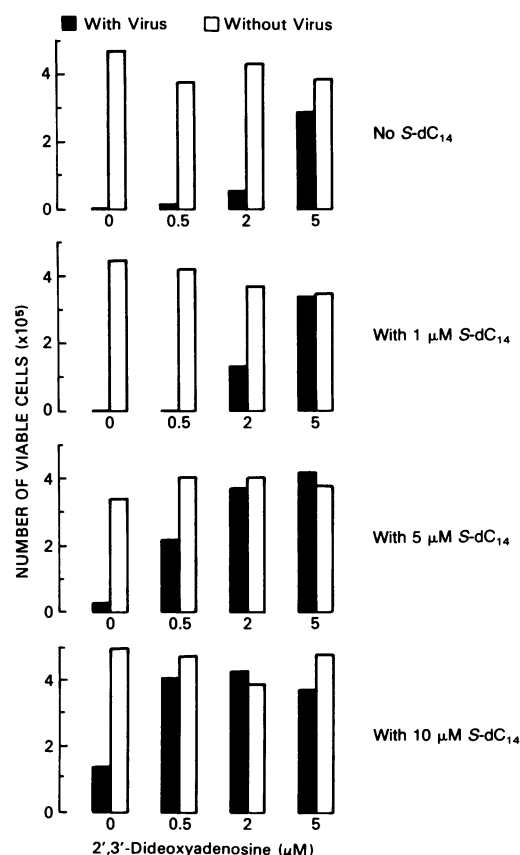 With Virus Without Virus
4
2
0
0 0.5 2 5
No S-dC₁₄
4
2
0
0 0.5 2 5
With 1 μM S-dC₁₄
4
2
0
0 0.5 2 5
With 5 μM S-dC₁₄
4
2
0
0 0.5 2 5
With 10 μM S-dC₁₄
NUMBER OF VIABLE CELLS (x10⁵)
2',3'-Dideoxyadenosine (μM)